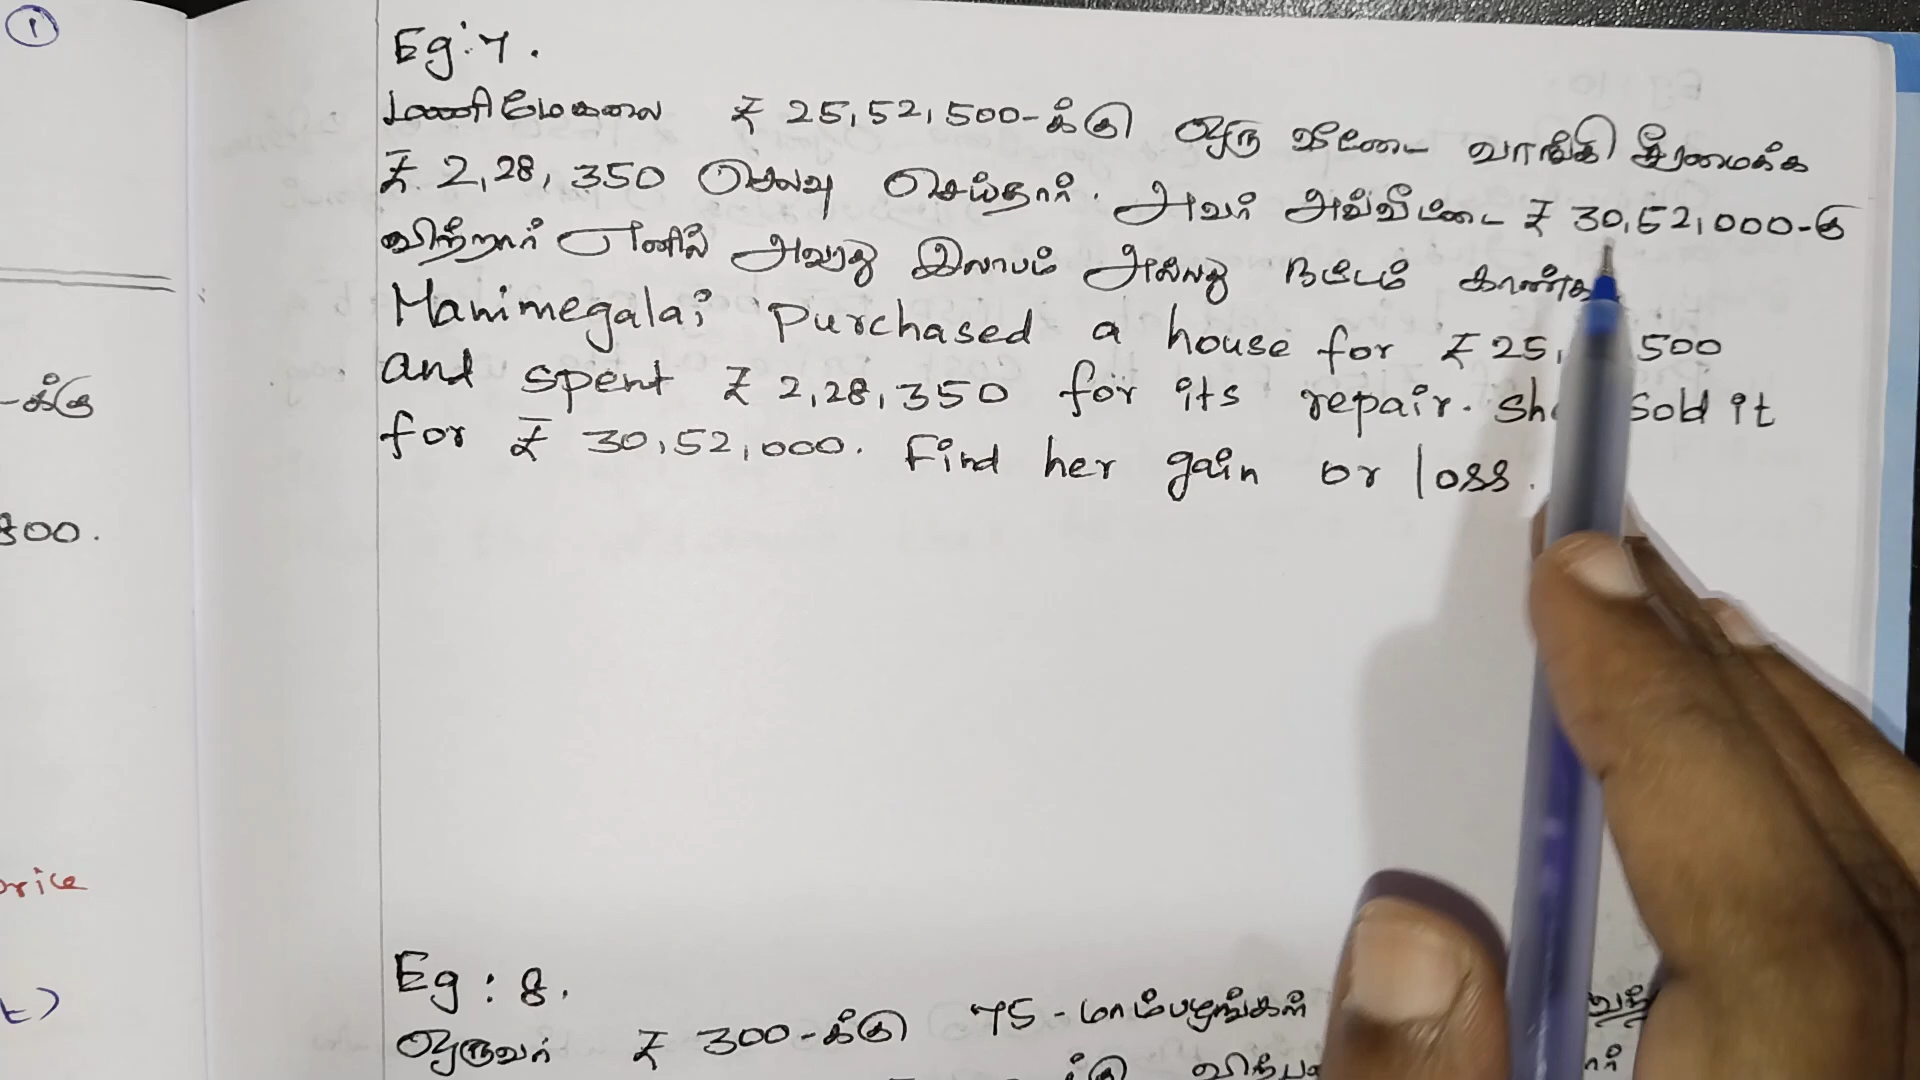 1
Eg: 7.
மணிமேகலை ₹ 25,52,500-க்கு ஒரு வீட்டை வாங்கி சீரமைக்க
₹ 2,28,350 செலவு செய்தார். அவர் அவ்வீட்டை ₹ 30,52,000-கு
விற்றார் எனில் அவரது இலாபம் அல்லது நட்டம் காண்க
Manimegalai Purchased a house for ₹ 25, 500
and spent ₹ 2,28,350 for its repair. She sold it
for ₹ 30,52,000. Find her gain or loss.
-க்கு
300.
Eg: 8.
ஒருவர் ₹ 300-க்கு 75-மாம்பழங்கள்